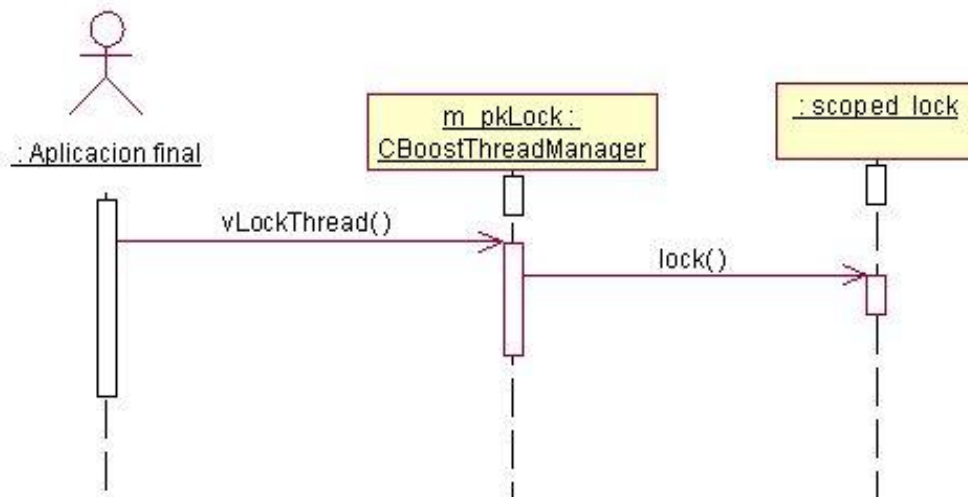 : Aplicacion final
m_pkLock :
CBoostThreadManager
: scoped_lock
vLockThread()
lock()